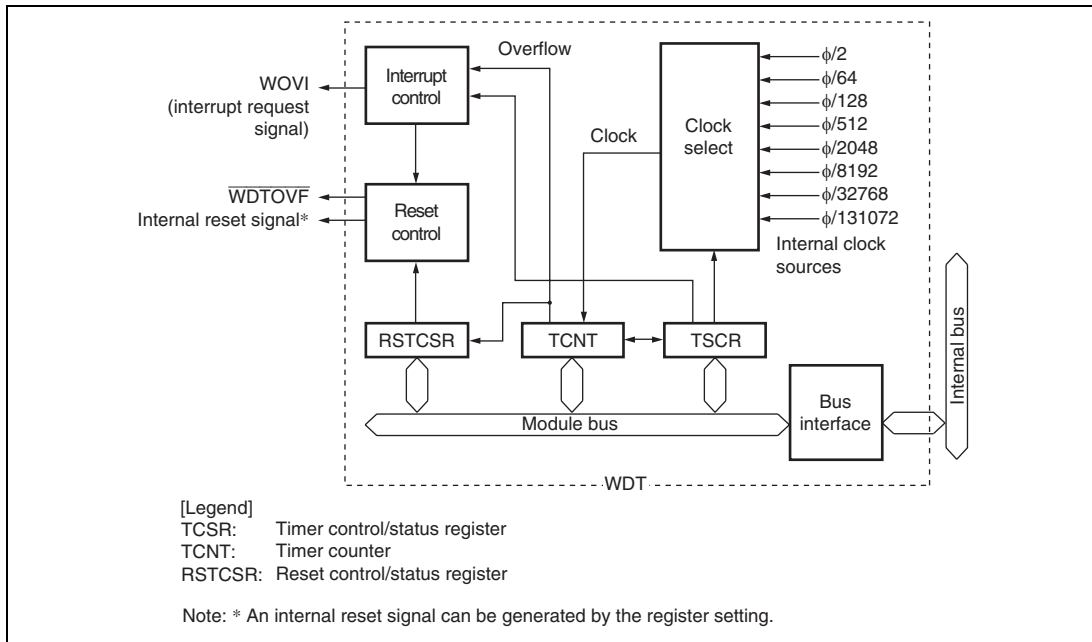 Overflow
Interrupt
control
WOVI
(interrupt request
signal)
Clock
Clock
select
ϕ/2
ϕ/64
ϕ/128
ϕ/512
ϕ/2048
ϕ/8192
ϕ/32768
ϕ/131072
Internal clock
sources
WDTOVF
Internal reset signal*
Reset
control
RSTCSR
TCNT
TSCR
Module bus
Bus
interface
Internal bus
WDT
[Legend]
TCSR: Timer control/status register
TCNT: Timer counter
RSTCSR: Reset control/status register
Note: * An internal reset signal can be generated by the register setting.